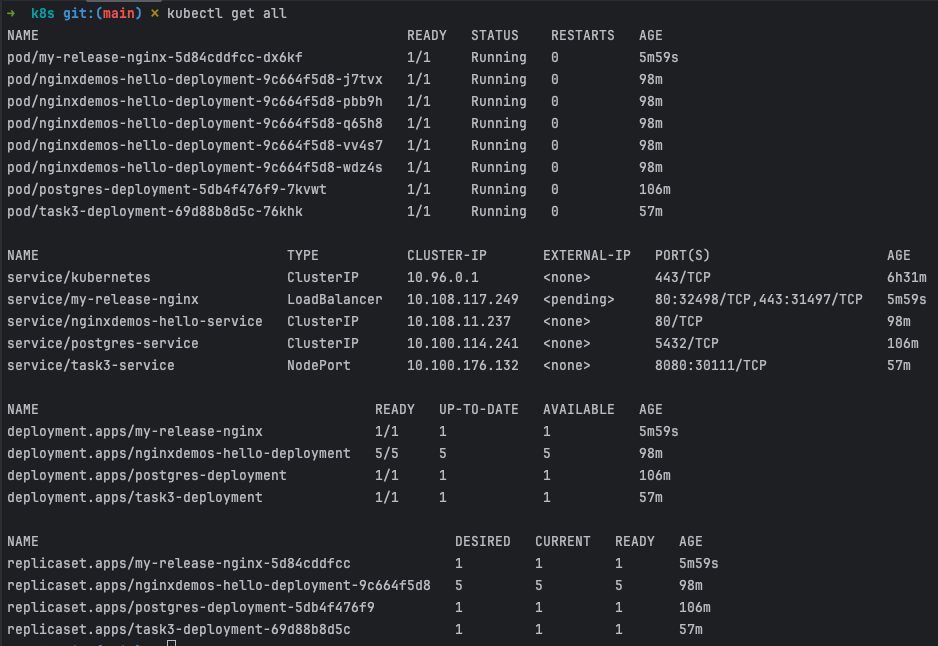 → k8s git:(main) × kubectl get all
NAME READY STATUS RESTARTS AGE
pod/my-release-nginx-5d84cddfcc-dx6kf 1/1 Running 0 5m59s
pod/nginxdemos-hello-deployment-9c664f5d8-j7tvx 1/1 Running 0 98m
pod/nginxdemos-hello-deployment-9c664f5d8-pbb9h 1/1 Running 0 98m
pod/nginxdemos-hello-deployment-9c664f5d8-q65h8 1/1 Running 0 98m
pod/nginxdemos-hello-deployment-9c664f5d8-vv4s7 1/1 Running 0 98m
pod/nginxdemos-hello-deployment-9c664f5d8-wdz4s 1/1 Running 0 98m
pod/postgres-deployment-5db4f476f9-7kvwt 1/1 Running 0 106m
pod/task3-deployment-69d88b8d5c-76khk 1/1 Running 0 57m
NAME TYPE CLUSTER-IP EXTERNAL-IP PORT(S) AGE
service/kubernetes ClusterIP 10.96.0.1 <none> 443/TCP 6h31m
service/my-release-nginx LoadBalancer 10.108.117.249 <pending> 80:32498/TCP,443:31497/TCP 5m59s
service/nginxdemos-hello-service ClusterIP 10.108.11.237 <none> 80/TCP 98m
service/postgres-service ClusterIP 10.100.114.241 <none> 5432/TCP 106m
service/task3-service NodePort 10.100.176.132 <none> 8080:30111/TCP 57m
NAME READY UP-TO-DATE AVAILABLE AGE
deployment.apps/my-release-nginx 1/1 1 1 5m59s
deployment.apps/nginxdemos-hello-deployment 5/5 5 5 98m
deployment.apps/postgres-deployment 1/1 1 1 106m
deployment.apps/task3-deployment 1/1 1 1 57m
NAME DESIRED CURRENT READY AGE
replicaset.apps/my-release-nginx-5d84cddfcc 1 1 1 5m59s
replicaset.apps/nginxdemos-hello-deployment-9c664f5d8 5 5 5 98m
replicaset.apps/postgres-deployment-5db4f476f9 1 1 1 106m
replicaset.apps/task3-deployment-69d88b8d5c 1 1 1 57m